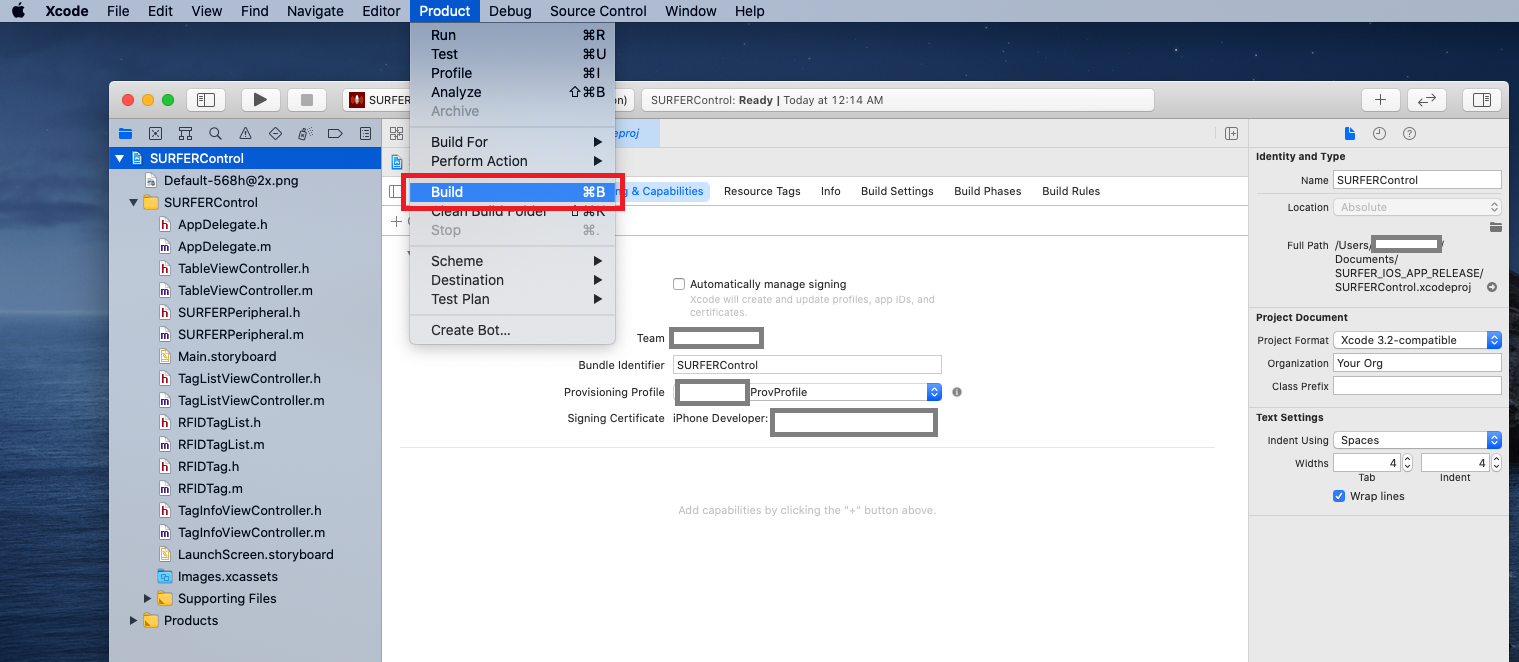 Xcode File Edit View Find Navigate Editor Product Debug Source Control Window Help
Run ⌘R
Test ⌘U
Profile ⌘I
Analyze ⇧⌘B
Archive
Build For ▶
Perform Action ▶
Build ⌘B
Clean Build Folder ⇧⌘K
Stop ⌘.
Scheme ▶
Destination ▶
Test Plan ▶
Create Bot...
SURFER
SURFERControl: Ready | Today at 12:14 AM
eproj
& Capabilities Resource Tags Info Build Settings Build Phases Build Rules
SURFERControl
Default-568h@2x.png
SURFERControl
AppDelegate.h
AppDelegate.m
TableViewController.h
TableViewController.m
SURFERPeripheral.h
SURFERPeripheral.m
Main.storyboard
TagListViewController.h
TagListViewController.m
RFIDTagList.h
RFIDTagList.m
RFIDTag.h
RFIDTag.m
TagInfoViewController.h
TagInfoViewController.m
LaunchScreen.storyboard
Images.xcassets
Supporting Files
Products
Automatically manage signing
Xcode will create and update profiles, app IDs, and
certificates.
Team
Bundle Identifier SURFERControl
Provisioning Profile ProvProfile
Signing Certificate iPhone Developer:
Add capabilities by clicking the "+" button above.
Identity and Type
Name SURFERControl
Location Absolute
Full Path /Users/ /
Documents/
SURFER_IOS_APP_RELEASE/
SURFERControl.xcodeproj
Project Document
Project Format Xcode 3.2-compatible
Organization Your Org
Class Prefix
Text Settings
Indent Using Spaces
Widths 4 4
Tab Indent
Wrap lines